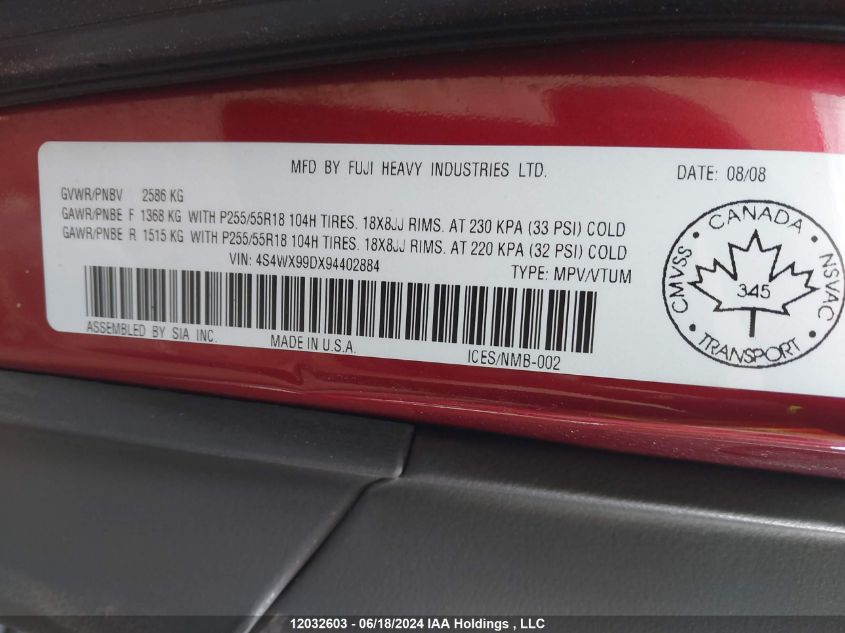 MFD BY FUJI HEAVY INDUSTRIES LTD.
DATE: 08/08
GVWR/PNBV 2586 KG
GAWR/PNBE F 1368 KG WITH P255/55R18 104H TIRES. 18X8JJ RIMS. AT 230 KPA (33 PSI) COLD
GAWR/PNBE R 1515 KG WITH P255/55R18 104H TIRES. 18X8JJ RIMS. AT 220 KPA (32 PSI) COLD
VIN: 4S4WX99DX94402884
TYPE: MPV/VTUM
ASSEMBLED BY SIA INC.
MADE IN U.S.A.
ICES/NMB-002
CANADA
CMVSS
NSVAC
345
TRANSPORT
12032603 - 06/18/2024 IAA Holdings , LLC